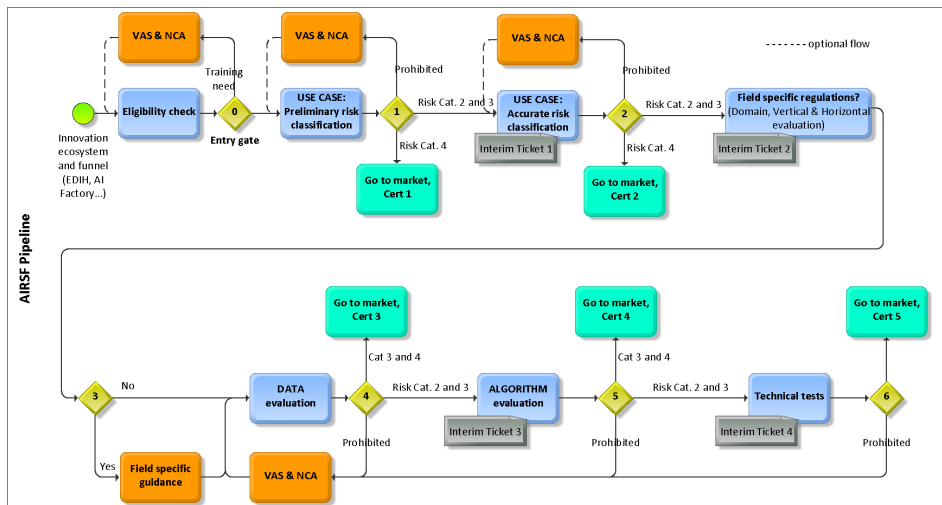 VAS & NCA
VAS & NCA
VAS & NCA
optional flow
Training
need
Prohibited
Prohibited
Eligibility check
0
Entry gate
USE CASE:
Preliminary risk
classification
1
Risk Cat. 2 and 3
USE CASE:
Accurate risk
classification
Interim Ticket 1
2
Risk Cat. 2 and 3
Field specific regulations?
(Domain, Vertical & Horizontal
evaluation)
Interim Ticket 2
Innovation
ecosystem
and funnel
(EDIH, AI
Factory...)
Risk Cat. 4
Risk Cat. 4
Go to market,
Cert 1
Go to market,
Cert 2
AIRSF Pipeline
Go to market,
Cert 3
Go to market,
Cert 4
Go to market,
Cert 5
Cat 3 and 4
Cat 3 and 4
3
No
DATA
evaluation
4
Risk Cat. 2 and 3
ALGORITHM
evaluation
Interim Ticket 3
5
Risk Cat. 2 and 3
Technical tests
Interim Ticket 4
6
Prohibited
Prohibited
Prohibited
Yes
Field specific
guidance
VAS & NCA